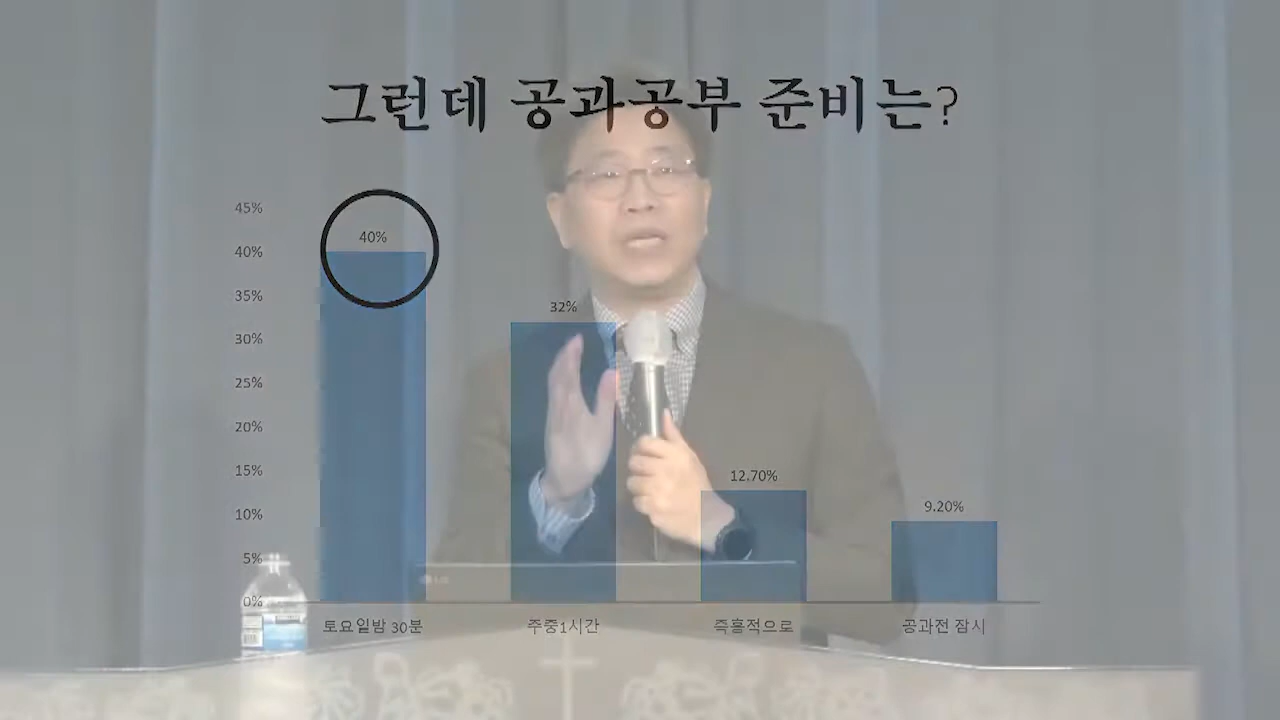 그런데 공과공부 준비는?
45%
40%
40%
35%
32%
30%
25%
20%
15%
12.70%
10%
9.20%
5%
0%
토요일밤 30분
주중1시간
즉흥적으로
공과전 잠시
LG